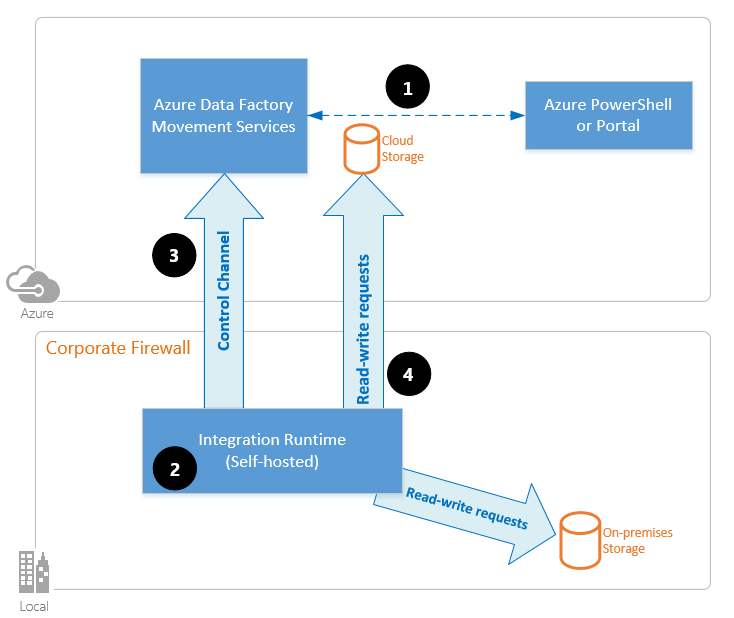 Azure Data Factory
Movement Services
1
Azure PowerShell
or Portal
Cloud
Storage
3
Control Channel
Read-write requests
Azure
Corporate Firewall
4
Integration Runtime
(Self-hosted)
2
Read-write requests
On-premises
Storage
Local